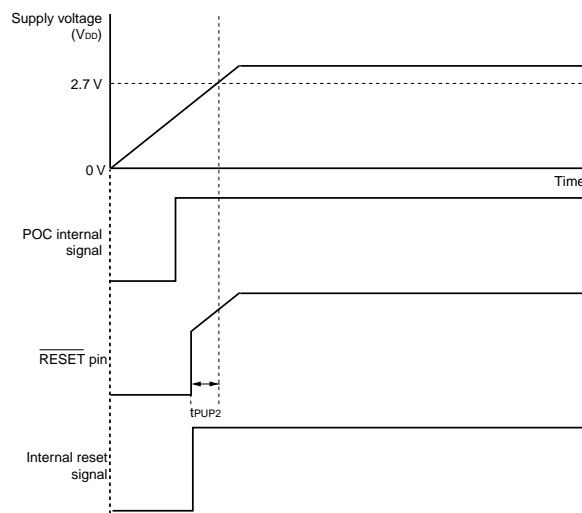 Supply voltage
(VDD)
2.7 V
0 V
Time
POC internal
signal
RESET pin
tPUP2
Internal reset
signal